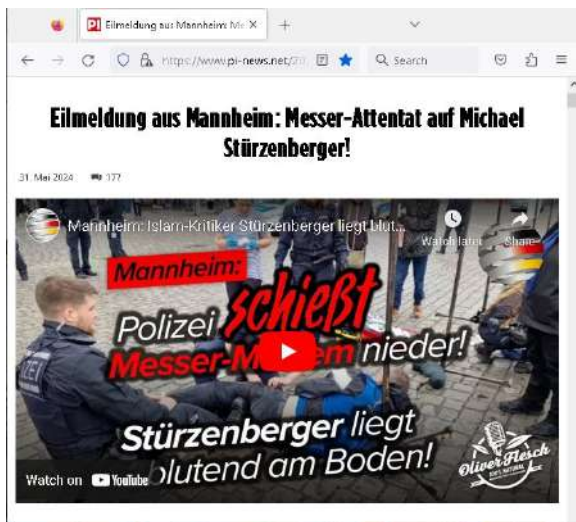 Eilmeldung aus Mannheim: Me
https://www.pi-news.net/20
Search
Eilmeldung aus Mannheim: Messer-Attentat auf Michael
Stürzenberger!
31. Mai 2024 177
Mannheim: Islam-Kritiker Stürzenberger liegt blut...
Watch later
Share
Mannheim:
Polizei schießt
nieder!
Stürzenberger liegt
blutend am Boden!
Watch on YouTube
Oliver Flesch
100% NATURAL